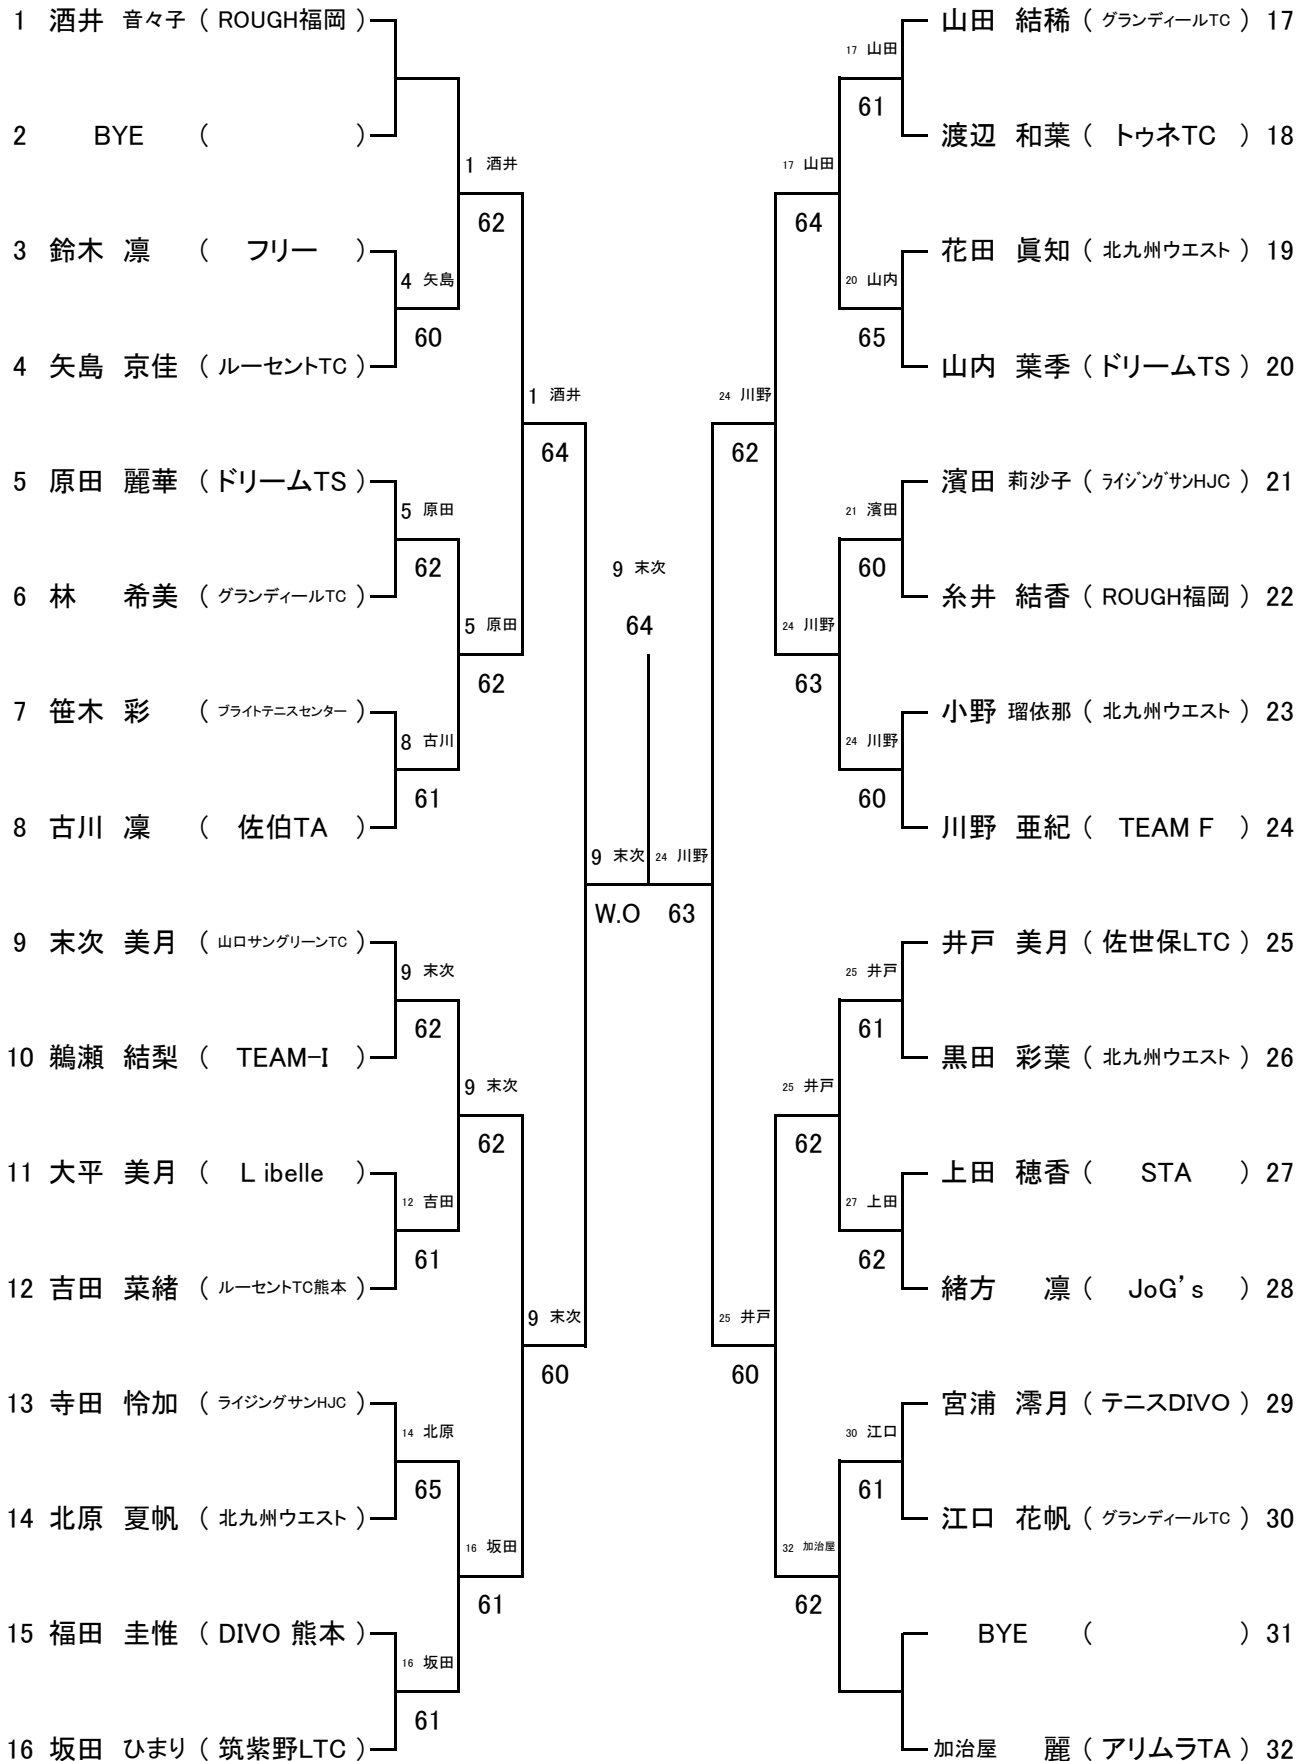 1 酒井 音々子 ( ROUGH福岡 )
山田 結稀 ( グランディールTC ) 17
17 山田
61
2 BYE ( )
渡辺 和葉 ( トゥネTC ) 18
1 酒井
17 山田
62
64
3 鈴木 凛 ( フリー )
花田 眞知 ( 北九州ウエスト ) 19
4 矢島
20 山内
60
65
4 矢島 京佳 ( ルーセントTC )
山内 葉季 ( ドリームTS ) 20
1 酒井
24 川野
64
62
5 原田 麗華 ( ドリームTS )
濱田 莉沙子 ( ライジングサンHJC ) 21
5 原田
21 濱田
62
9 末次
60
6 林 希美 ( グランディールTC )
糸井 結香 ( ROUGH福岡 ) 22
5 原田
64
24 川野
62
63
7 笹木 彩 ( ブライトテニスセンター )
小野 瑠依那 ( 北九州ウエスト ) 23
8 古川
24 川野
61
60
8 古川 凜 ( 佐伯TA )
川野 亜紀 ( TEAM F ) 24
9 末次
24 川野
W.O
63
9 末次 美月 ( 山口サングリーンTC )
井戸 美月 ( 佐世保LTC ) 25
9 末次
25 井戸
62
61
10 鵜瀬 結梨 ( TEAM-I )
黒田 彩葉 ( 北九州ウエスト ) 26
9 末次
25 井戸
62
62
11 大平 美月 ( L ibelle )
上田 穂香 ( STA ) 27
12 吉田
27 上田
61
62
12 吉田 菜緒 ( ルーセントTC熊本 )
緒方 凛 ( JoG's ) 28
9 末次
25 井戸
60
60
13 寺田 怜加 ( ライジングサンHJC )
宮浦 澪月 ( テニスDIVO ) 29
14 北原
30 江口
65
61
14 北原 夏帆 ( 北九州ウエスト )
江口 花帆 ( グランディールTC ) 30
16 坂田
32 加治屋
61
62
15 福田 圭惟 ( DIVO 熊本 )
BYE ( ) 31
16 坂田
61
16 坂田 ひまり ( 筑紫野LTC )
加治屋 麗 ( アリムラTA ) 32